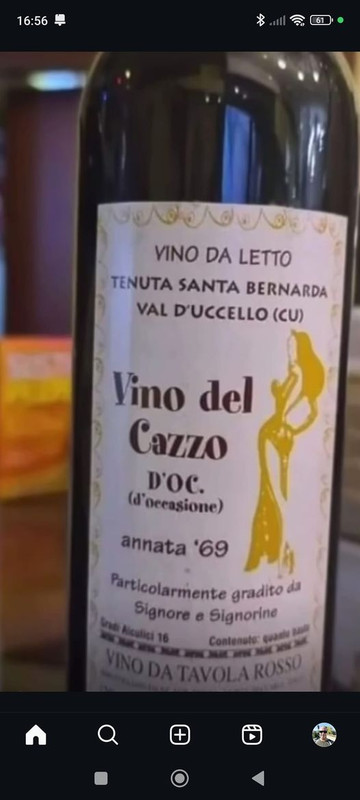 16:56
61
VINO DA LETTO
TENUTA SANTA BERNARDA
VAL D'UCCELLO (CU)
Vino del
Cazzo
D'OC.
(d'occasione)
annata '69
Particolarmente gradito da
Signore e Signorine
Gradi Alcolici 16 Contenuto: quanto basta
VINO DA TAVOLA ROSSO